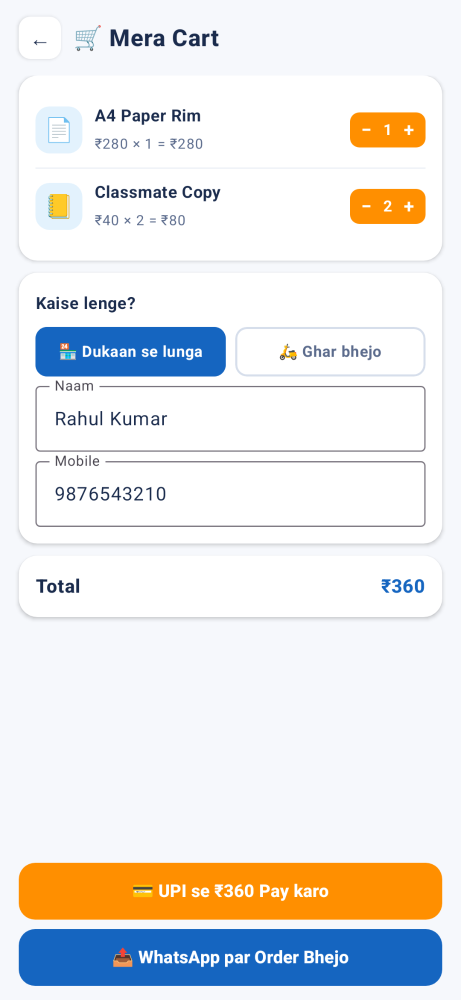 ← 🛒 Mera Cart
A4 Paper Rim
₹280 × 1 = ₹280
− 1 +
Classmate Copy
₹40 × 2 = ₹80
− 2 +
Kaise lenge?
🏪 Dukaan se lunga
🛵 Ghar bhejo
Naam
Rahul Kumar
Mobile
9876543210
Total ₹360
💳 UPI se ₹360 Pay karo
📤 WhatsApp par Order Bhejo